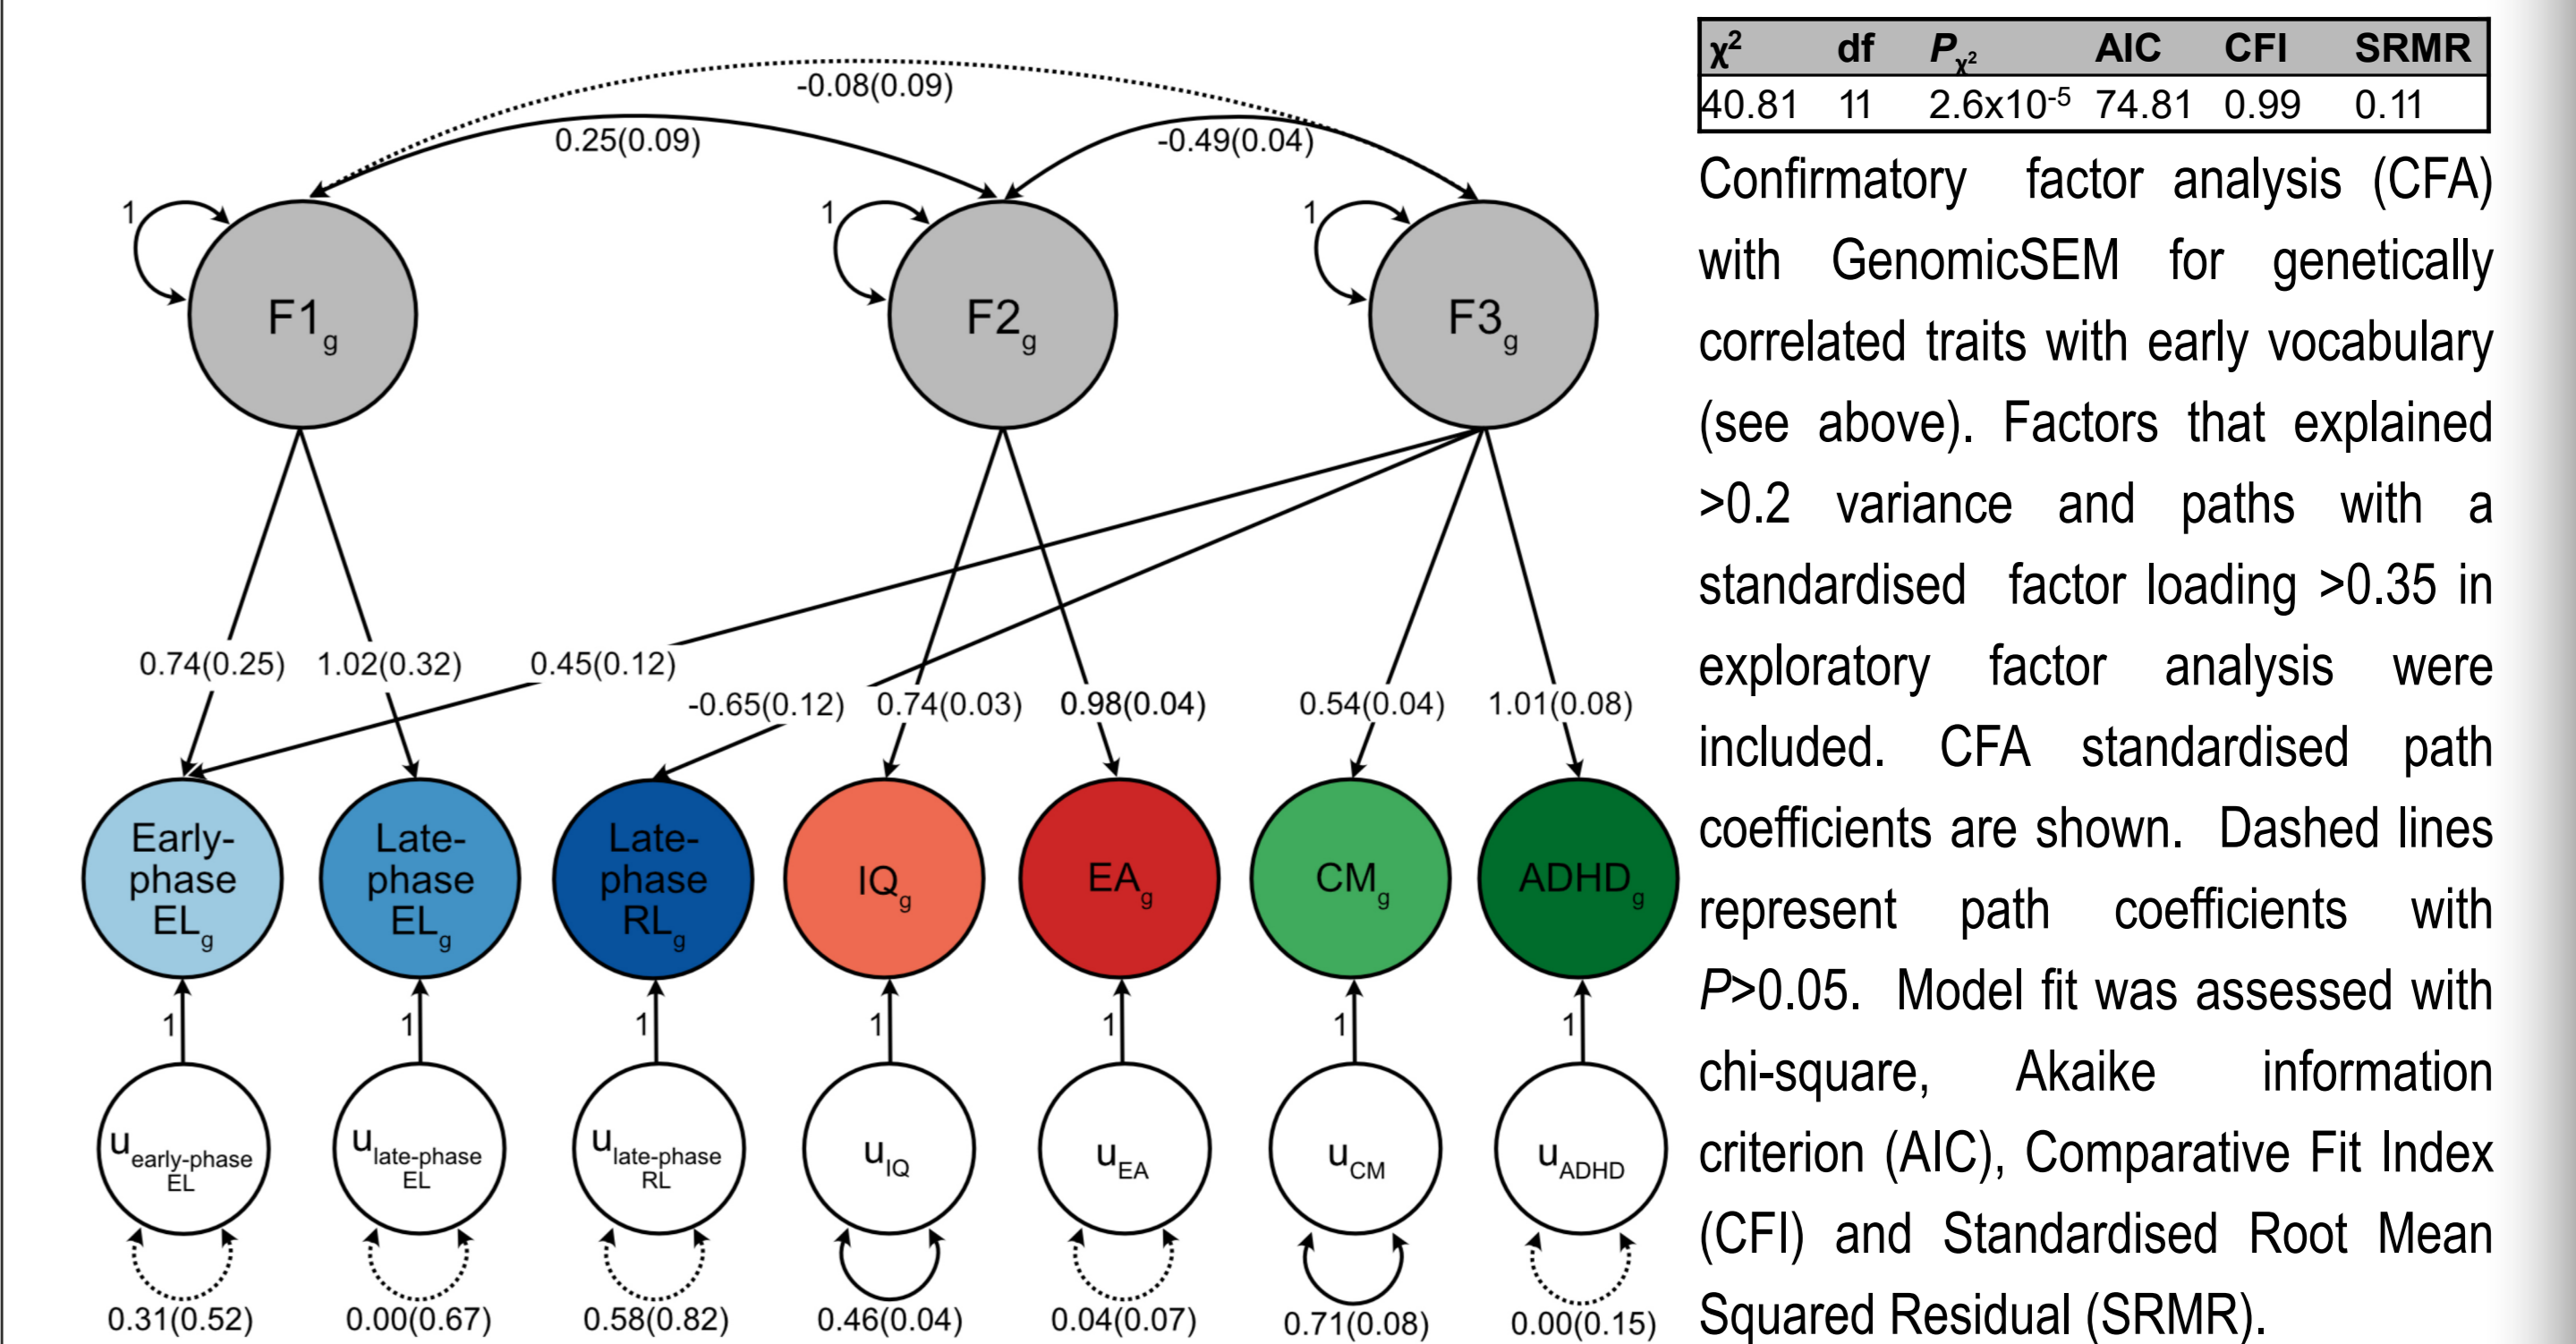 -0.08(0.09)
0.25(0.09)
-0.49(0.04)
1
1
1
F1g
F2g
F3g
0.74(0.25)
1.02(0.32)
0.45(0.12)
-0.65(0.12)
0.74(0.03)
0.98(0.04)
0.54(0.04)
1.01(0.08)
Early-
phase
ELg
Late-
phase
ELg
Late-
phase
RLg
IQg
EAg
CMg
ADHDg
1
1
1
1
1
1
1
u early-phase
EL
u late-phase
EL
u late-phase
RL
uIQ
uEA
uCM
uADHD
0.31(0.52)
0.00(0.67)
0.58(0.82)
0.46(0.04)
0.04(0.07)
0.71(0.08)
0.00(0.15)
χ² df Pχ² AIC CFI SRMR
40.81 11 2.6x10⁻⁵ 74.81 0.99 0.11
Confirmatory factor analysis (CFA)
with GenomicSEM for genetically
correlated traits with early vocabulary
(see above). Factors that explained
>0.2 variance and paths with a
standardised factor loading >0.35 in
exploratory factor analysis were
included. CFA standardised path
coefficients are shown. Dashed lines
represent path coefficients with
P>0.05. Model fit was assessed with
chi-square, Akaike information
criterion (AIC), Comparative Fit Index
(CFI) and Standardised Root Mean
Squared Residual (SRMR).